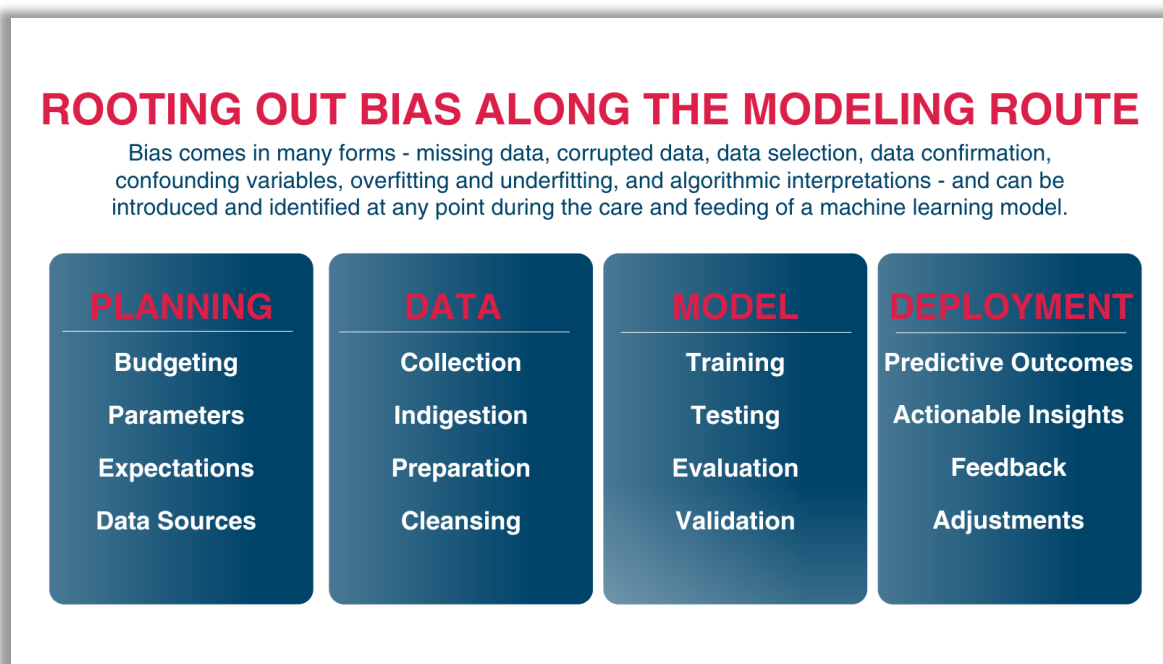 ROOTING OUT BIAS ALONG THE MODELING ROUTE
Bias comes in many forms - missing data, corrupted data, data selection, data confirmation,
confounding variables, overfitting and underfitting, and algorithmic interpretations - and can be
introduced and identified at any point during the care and feeding of a machine learning model.
PLANNING
Budgeting
Parameters
Expectations
Data Sources
DATA
Collection
Indigestion
Preparation
Cleansing
MODEL
Training
Testing
Evaluation
Validation
DEPLOYMENT
Predictive Outcomes
Actionable Insights
Feedback
Adjustments